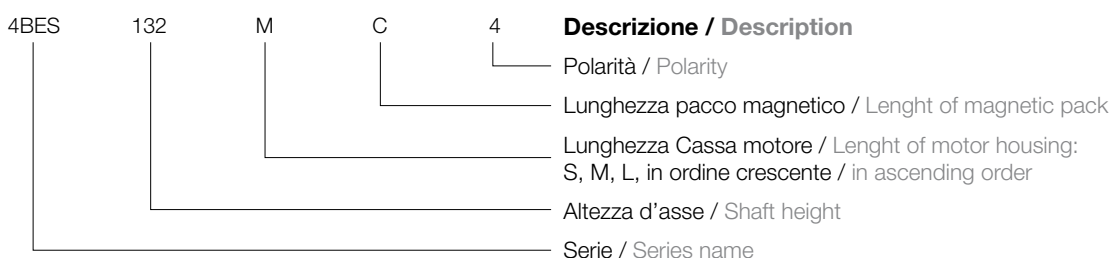 4BES 132 M C 4 Descrizione / Description
Polarità / Polarity
Lunghezza pacco magnetico / Lenght of magnetic pack
Lunghezza Cassa motore / Lenght of motor housing:
S, M, L, in ordine crescente / in ascending order
Altezza d'asse / Shaft height
Serie / Series name